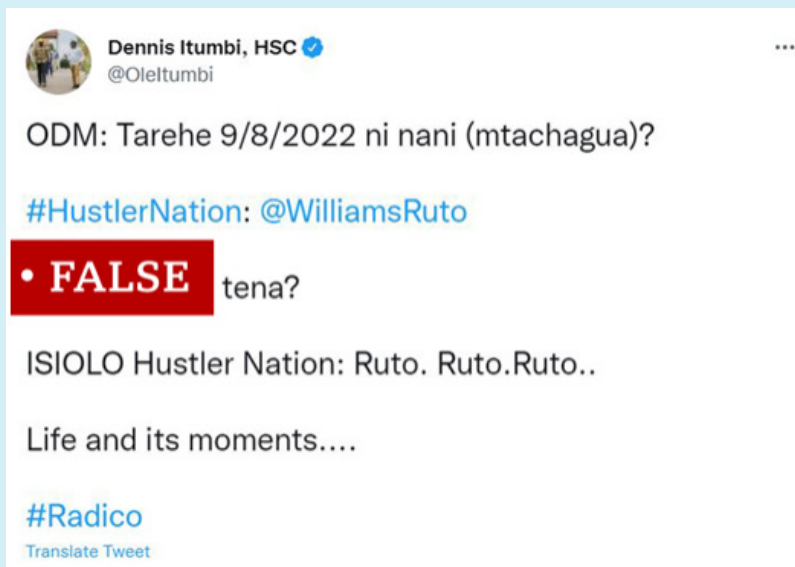 Dennis Itumbi, HSC
@OleItumbi
ODM: Tarehe 9/8/2022 ni nani (mtachagua)?
#HustlerNation: @WilliamsRuto
• FALSE tena?
ISIOLO Hustler Nation: Ruto. Ruto.Ruto..
Life and its moments....
#Radico
Translate Tweet